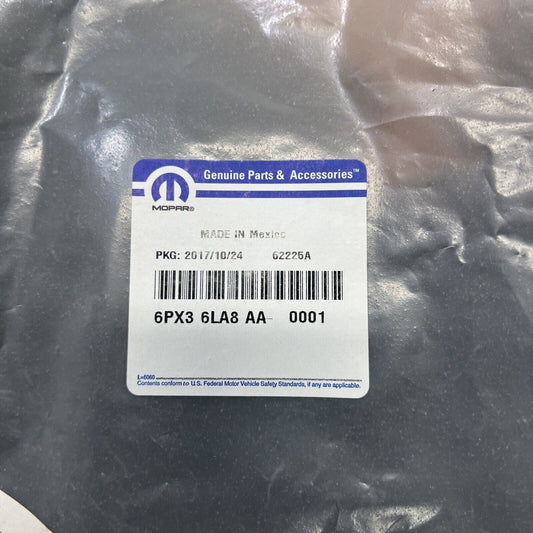 Genuine Parts & Accessories™
MOPAR®
MADE IN Mexico
PKG: 2017/10/24 62225A
6PX3 6LA8 AA- 0001
L=6060
Contents conform to U.S. Federal Motor Vehicle Safety Standards, if any are applicable.